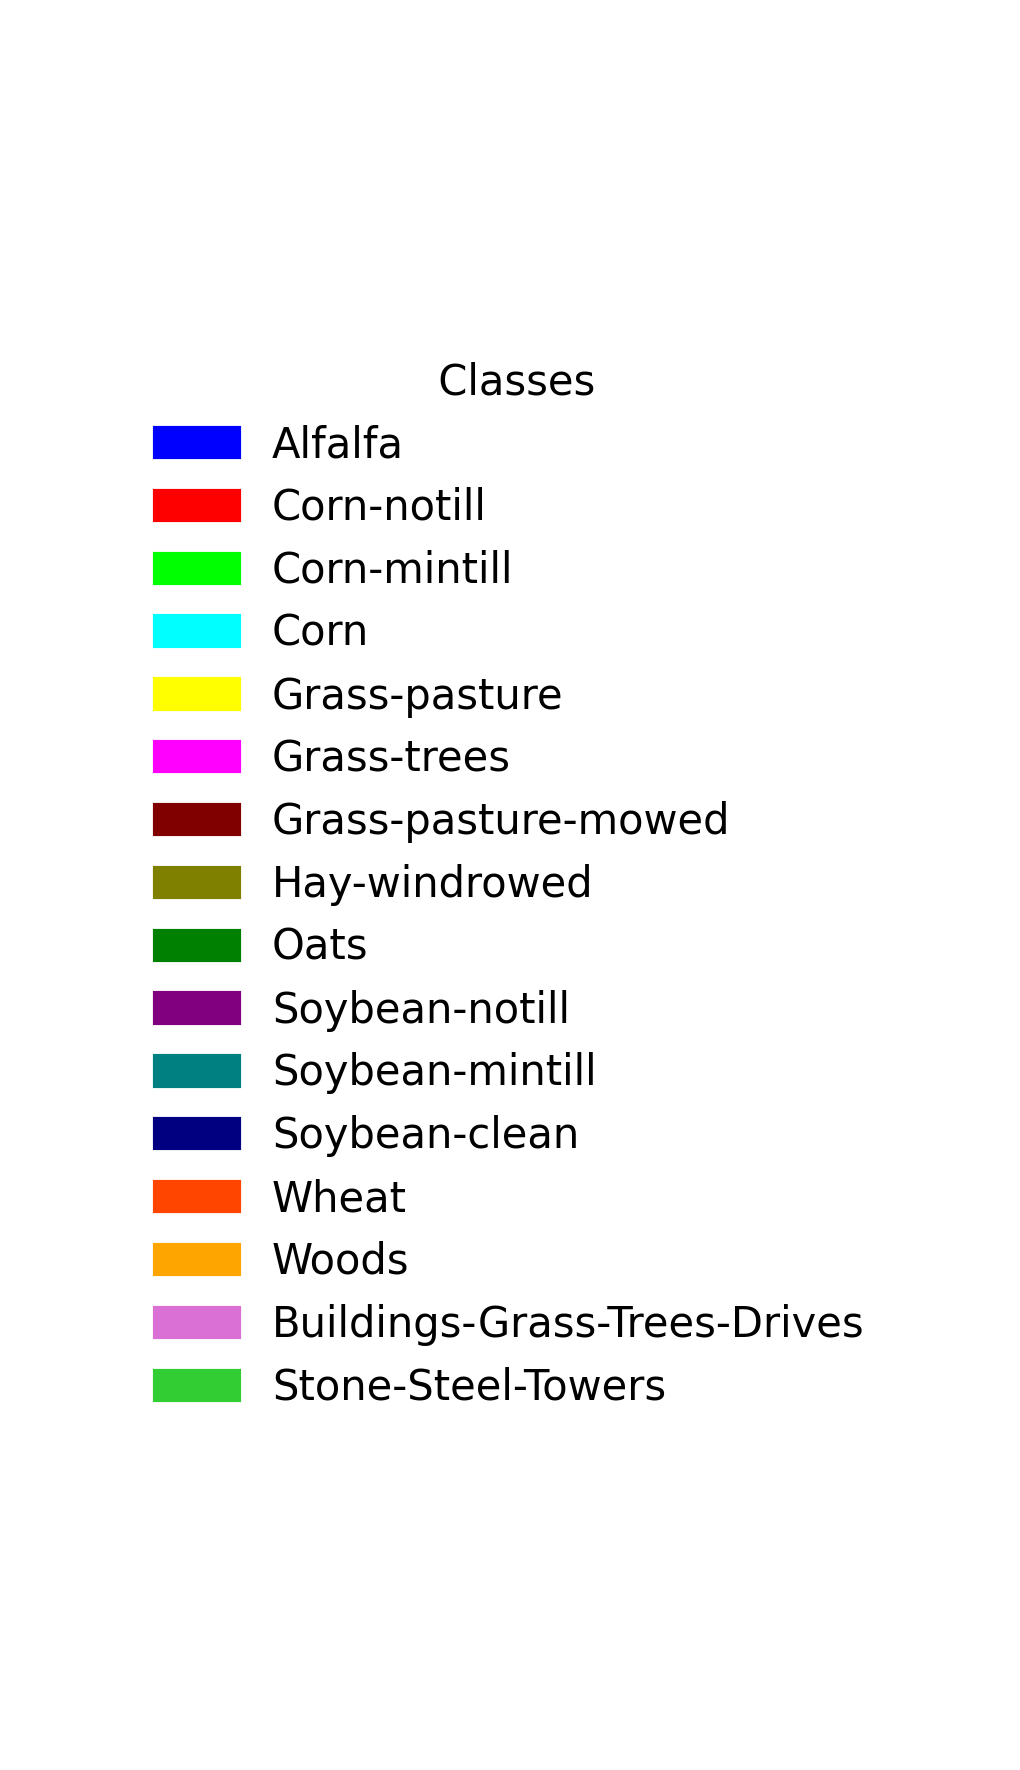 Classes
Alfalfa
Corn-notill
Corn-mintill
Corn
Grass-pasture
Grass-trees
Grass-pasture-mowed
Hay-windrowed
Oats
Soybean-notill
Soybean-mintill
Soybean-clean
Wheat
Woods
Buildings-Grass-Trees-Drives
Stone-Steel-Towers